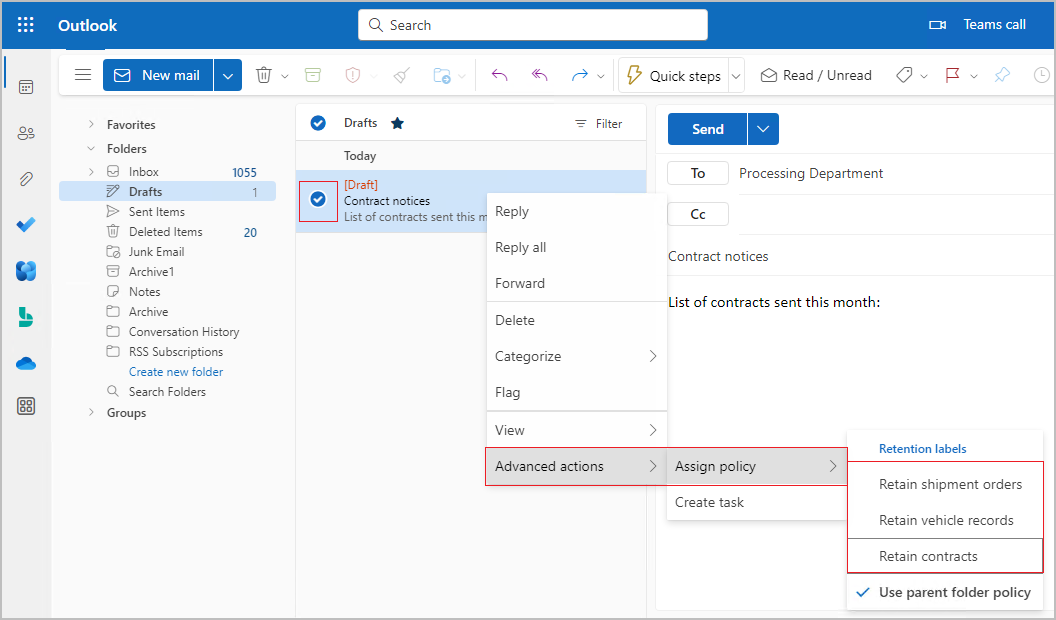 Outlook
Search
Teams call
New mail
Quick steps
Read / Unread
Favorites
Folders
Inbox 1055
Drafts 1
Sent Items
Deleted Items 20
Junk Email
Archive1
Notes
Archive
Conversation History
RSS Subscriptions
Create new folder
Search Folders
Groups
Drafts
Filter
Today
[Draft]
Contract notices
List of contracts sent this m
Reply
Reply all
Forward
Delete
Categorize
Flag
View
Advanced actions
Assign policy
Create task
Retention labels
Retain shipment orders
Retain vehicle records
Retain contracts
Use parent folder policy
Send
To Processing Department
Cc
Contract notices
List of contracts sent this month: